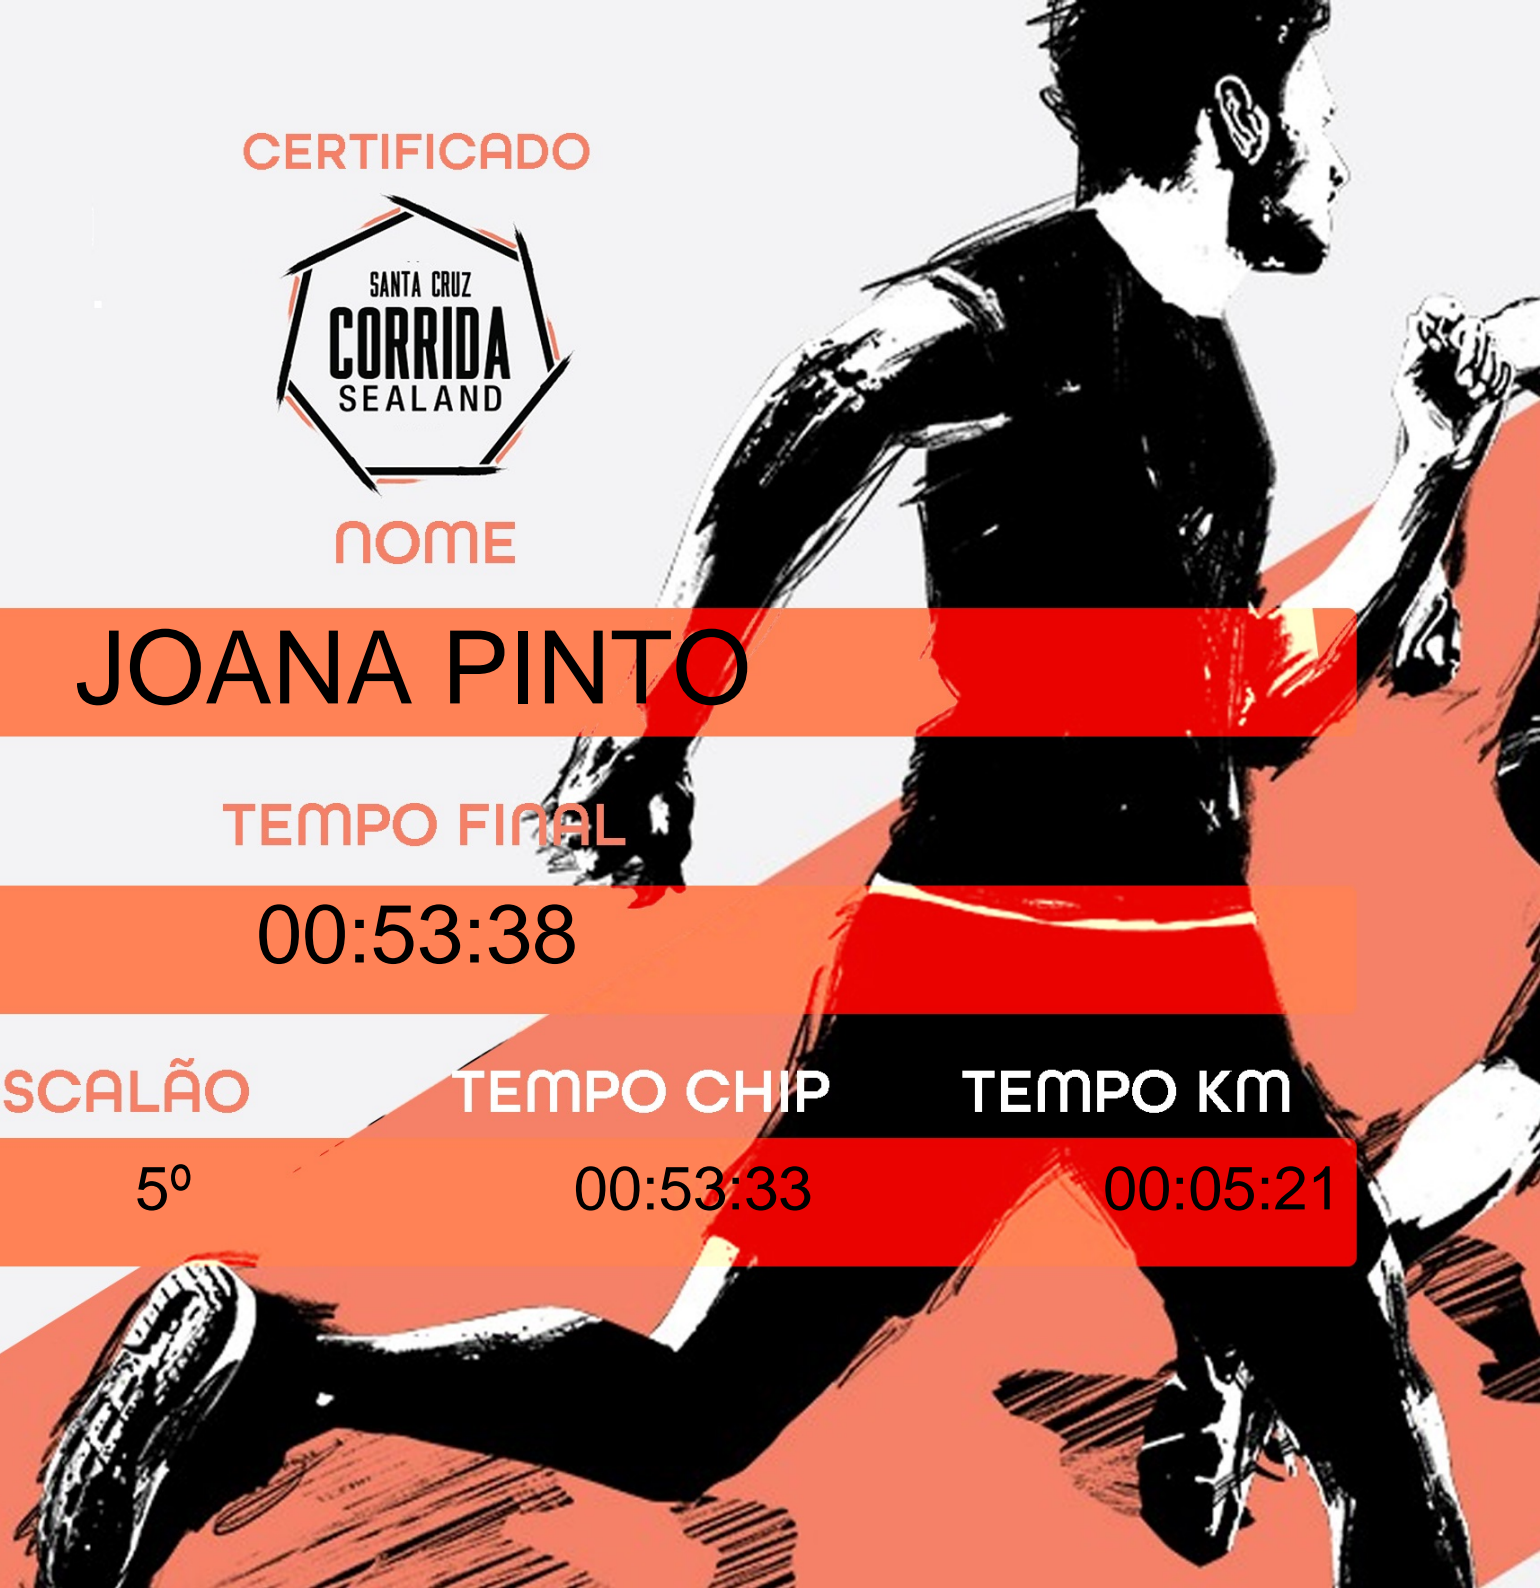 CERTIFICADO
SANTA CRUZ
CORRIDA
SEALAND
NOME
JOANA PINTO
TEMPO FINAL
00:53:38
SCALÃO TEMPO CHIP TEMPO KM
5º 00:53:33 00:05:21